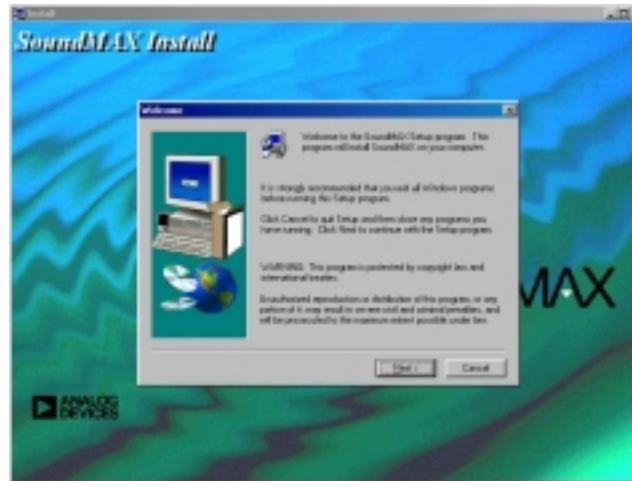 Install
SoundMAX Install
Welcome
Welcome to the SoundMAX Setup program. This
program will install SoundMAX on your computer.
It is strongly recommended that you exit all Windows programs
before running this Setup program.
Click Cancel to quit Setup and then close any programs you
have running. Click Next to continue with the Setup program.
WARNING: This program is protected by copyright law and
international treaties.
Unauthorized reproduction or distribution of this program, or any
portion of it, may result in severe civil and criminal penalties, and
will be prosecuted to the maximum extent possible under law.
MAX
Next >
Cancel
ANALOG
DEVICES